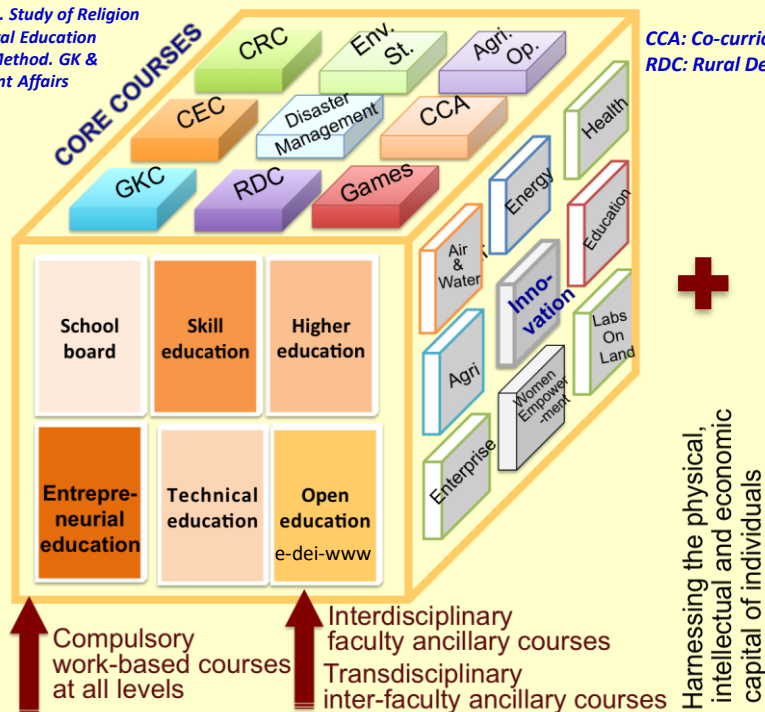 . Study of Religion
ral Education
Method. GK &
nt Affairs
CCA: Co-curric
RDC: Rural De
CORE COURSES
CRC
Env.
St.
Agri.
Op.
CEC
Disaster
Management
CCA
GKC
RDC
Games
School
board
Skill
education
Higher
education
Entrepre-
neurial
education
Technical
education
Open
education
e-dei-www
Air
&
Water
Energy
Health
Agri
Inno-
vation
Education
Enterprise
Women
Empower
-ment
Labs
On
Land
Compulsory
work-based courses
at all levels
Interdisciplinary
faculty ancillary courses
Transdisciplinary
inter-faculty ancillary courses
Harnessing the physical,
intellectual and economic
capital of individuals